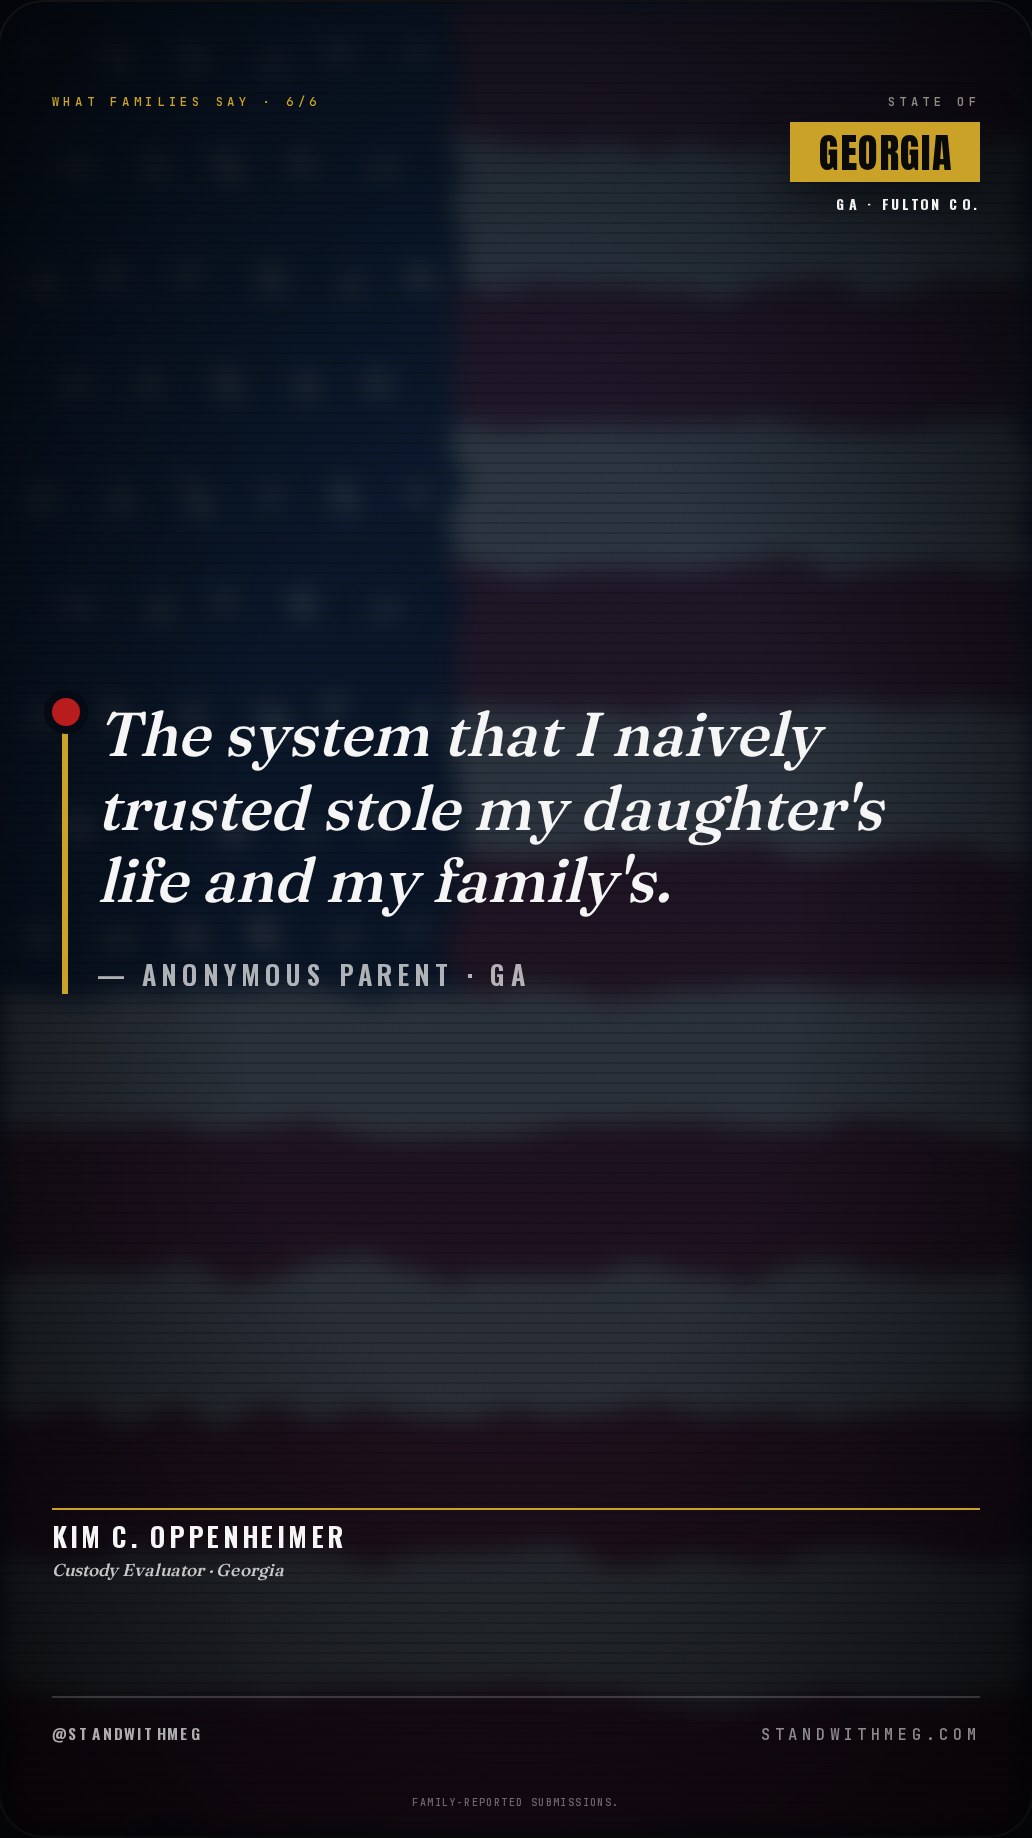 WHAT FAMILIES SAY · 6/6
STATE OF
GEORGIA
GA · FULTON CO.
The system that I naively
trusted stole my daughter's
life and my family's.
— ANONYMOUS PARENT · GA
KIM C. OPPENHEIMER
Custody Evaluator · Georgia
@STANDWITHMEG
STANDWITHMEG.COM
FAMILY-REPORTED SUBMISSIONS.